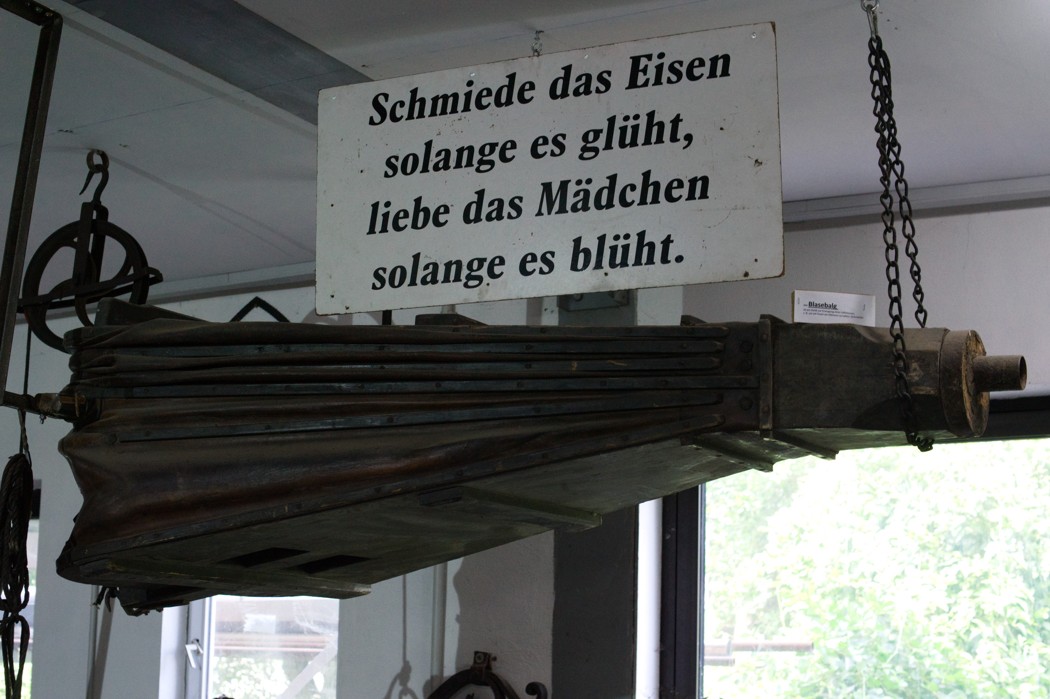 Schmiede das Eisen
solange es glüht,
liebe das Mädchen
solange es blüht.
Blasebalg